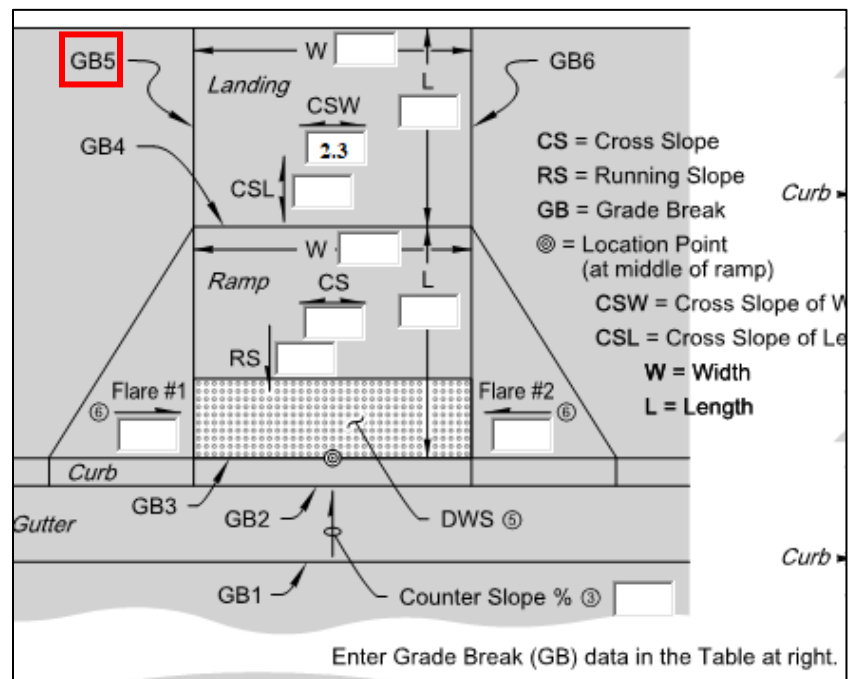 W
GB5
GB6
Landing
L
CSW
GB4
2.3
CS = Cross Slope
CSL
RS = Running Slope
Curb
GB = Grade Break
W
= Location Point
(at middle of ramp)
Ramp
CS
L
CSW = Cross Slope of W
CSL = Cross Slope of Le
RS
W = Width
Flare #1
Flare #2
L = Length
⑥
⑥
Curb
GB3
GB2
DWS ⑤
Gutter
Curb
GB1
Counter Slope % ③
Enter Grade Break (GB) data in the Table at right.